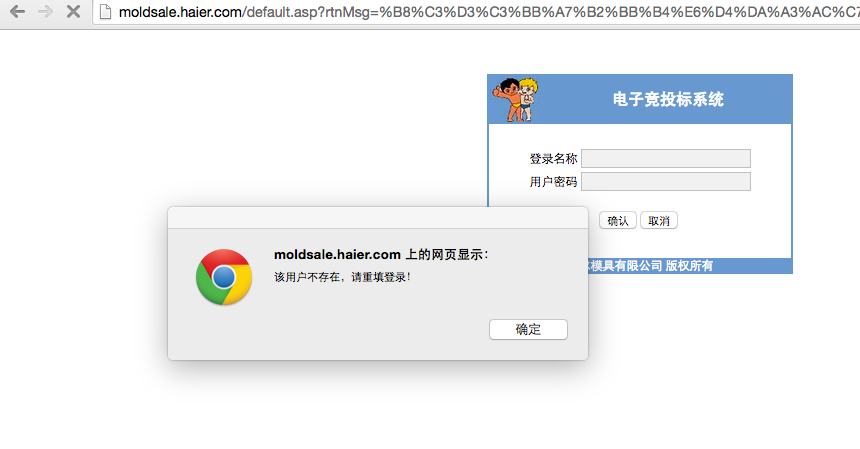 moldsale.haier.com/default.asp?rtnMsg=%B8%C3%D3%C3%BB%A7%B2%BB%B4%E6%D4%DA%A3%AC%C7
电子竞投标系统
登录名称
用户密码
确认 取消
moldsale.haier.com 上的网页显示：
该用户不存在，请重填登录！
模具有限公司 版权所有
确定